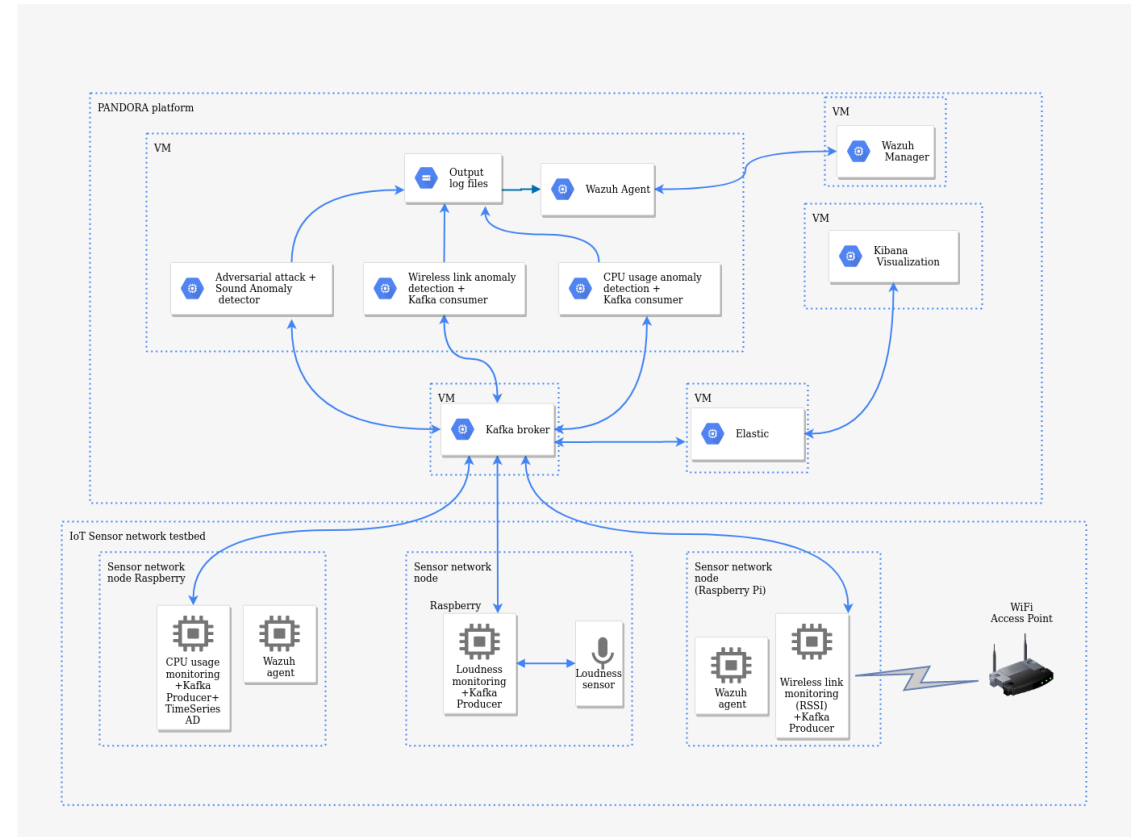 PANDORA platform
VM
Wazuh
Manager
VM
Output
log files
Wazuh Agent
VM
Kibana
Visualization
Adversarial attack +
Sound Anomaly
detector
Wireless link anomaly
detection +
Kafka consumer
CPU usage anomaly
detection +
Kafka consumer
VM
Kafka broker
VM
Elastic
IoT Sensor network testbed
Sensor network
node Raspberry
CPU usage
monitoring
+Kafka
Producer+
TimeSeries
AD
Wazuh
agent
Sensor network
node
Raspberry
Loudness
monitoring
+Kafka
Producer
Loudness
sensor
Sensor network
node
(Raspberry Pi)
Wazuh
agent
Wireless link
monitoring
(RSSI)
+Kafka
Producer
WiFi
Access Point